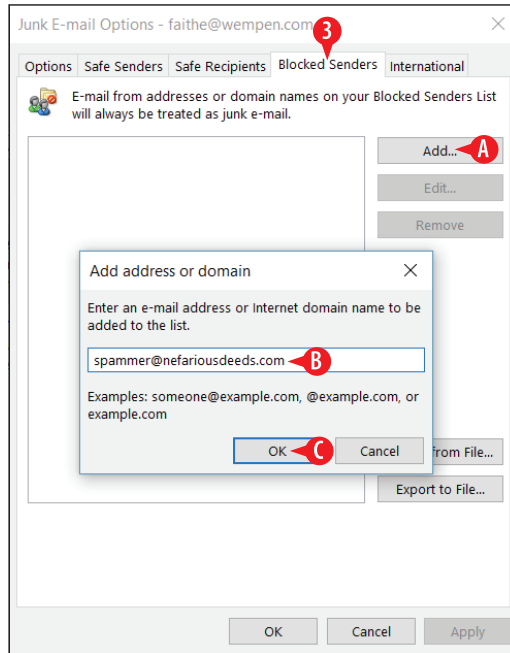 Junk E-mail Options - faithe@wempen.com
3
Options Safe Senders Safe Recipients Blocked Senders International
E-mail from addresses or domain names on your Blocked Senders List
will always be treated as junk e-mail.
Add... A
Edit...
Remove
Add address or domain
Enter an e-mail address or Internet domain name to be
added to the list.
spammer@nefariousdeeds.com B
Examples: someone@example.com, @example.com, or
example.com
OK C Cancel
from File...
Export to File...
OK Cancel Apply